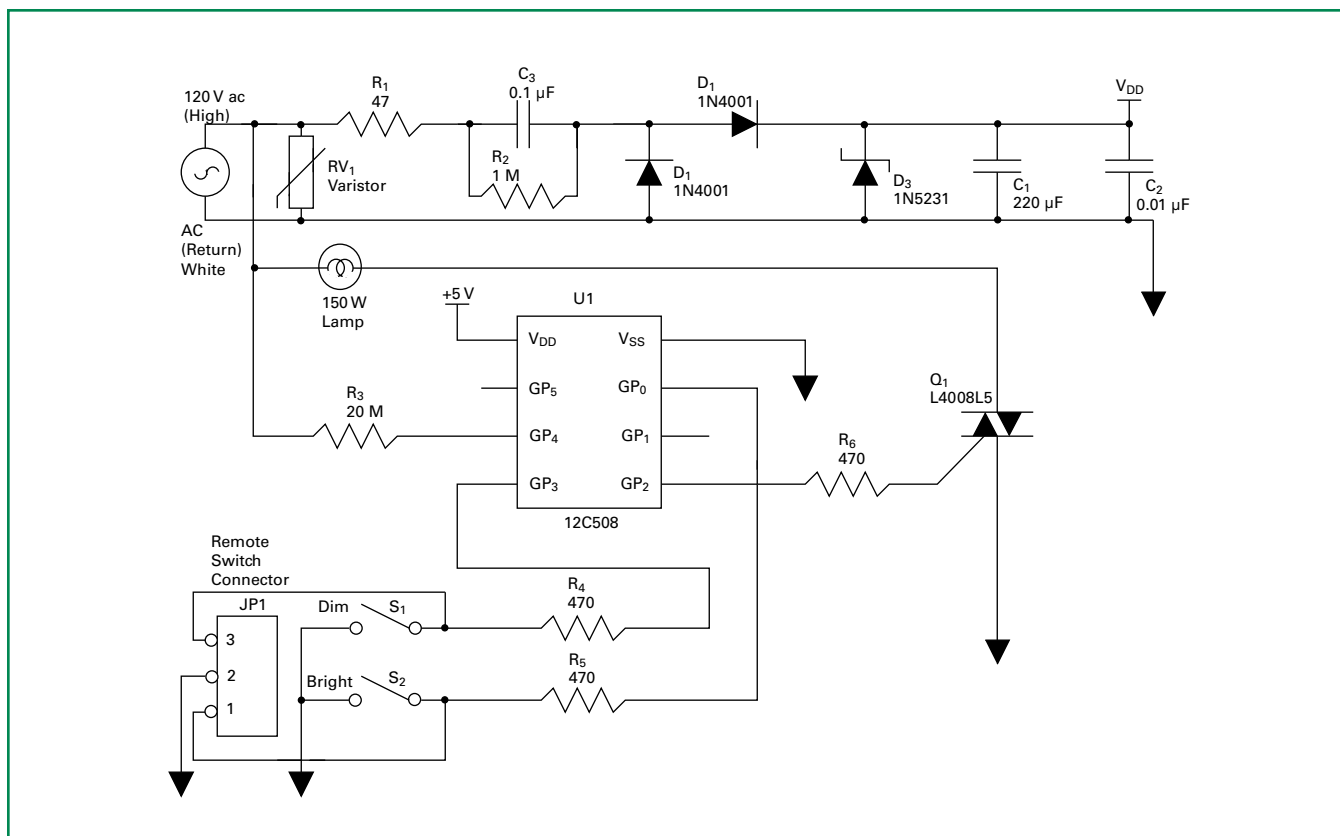 120 V ac
(High)
AC
(Return)
White
RV1
Varistor
R1
47
C3
0.1 µF
R2
1 M
D1
1N4001
D1
1N4001
D3
1N5231
C1
220 µF
C2
0.01 µF
VDD
150 W
Lamp
+5 V
U1
VDD
VSS
GP5
GP0
GP4
GP1
GP3
GP2
12C508
R3
20 M
R6
470
Q1
L4008L5
Remote
Switch
Connector
JP1
3
2
1
Dim
S1
Bright
S2
R4
470
R5
470